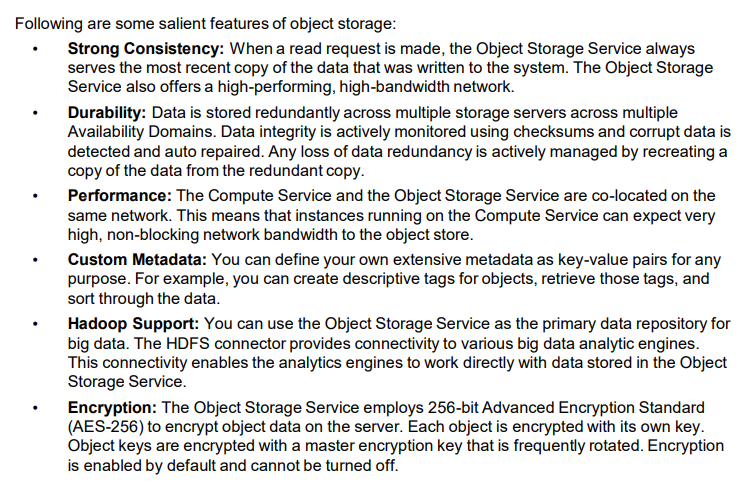 Following are some salient features of object storage:
• Strong Consistency: When a read request is made, the Object Storage Service always
serves the most recent copy of the data that was written to the system. The Object Storage
Service also offers a high-performing, high-bandwidth network.
• Durability: Data is stored redundantly across multiple storage servers across multiple
Availability Domains. Data integrity is actively monitored using checksums and corrupt data is
detected and auto repaired. Any loss of data redundancy is actively managed by recreating a
copy of the data from the redundant copy.
• Performance: The Compute Service and the Object Storage Service are co-located on the
same network. This means that instances running on the Compute Service can expect very
high, non-blocking network bandwidth to the object store.
• Custom Metadata: You can define your own extensive metadata as key-value pairs for any
purpose. For example, you can create descriptive tags for objects, retrieve those tags, and
sort through the data.
• Hadoop Support: You can use the Object Storage Service as the primary data repository for
big data. The HDFS connector provides connectivity to various big data analytic engines.
This connectivity enables the analytics engines to work directly with data stored in the Object
Storage Service.
• Encryption: The Object Storage Service employs 256-bit Advanced Encryption Standard
(AES-256) to encrypt object data on the server. Each object is encrypted with its own key.
Object keys are encrypted with a master encryption key that is frequently rotated. Encryption
is enabled by default and cannot be turned off.